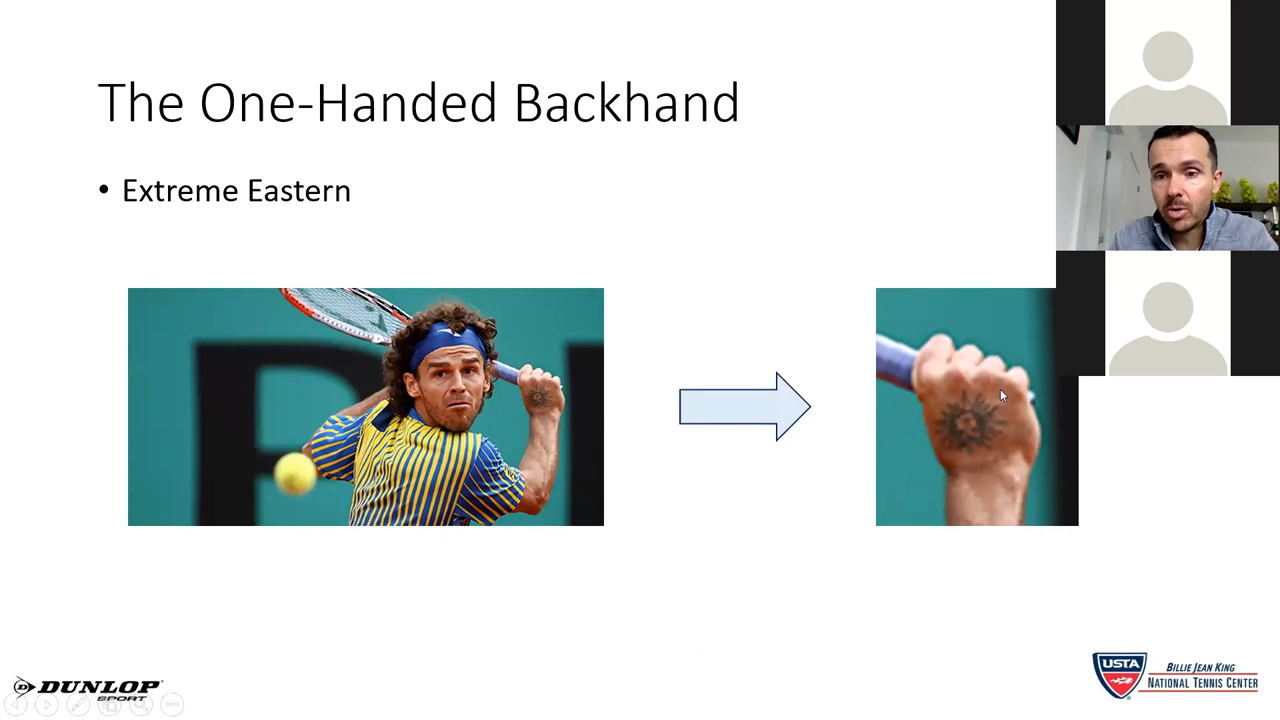 The One-Handed Backhand
• Extreme Eastern
DUNLOP
SPORT
USTA
BILLIE JEAN KING
NATIONAL TENNIS CENTER